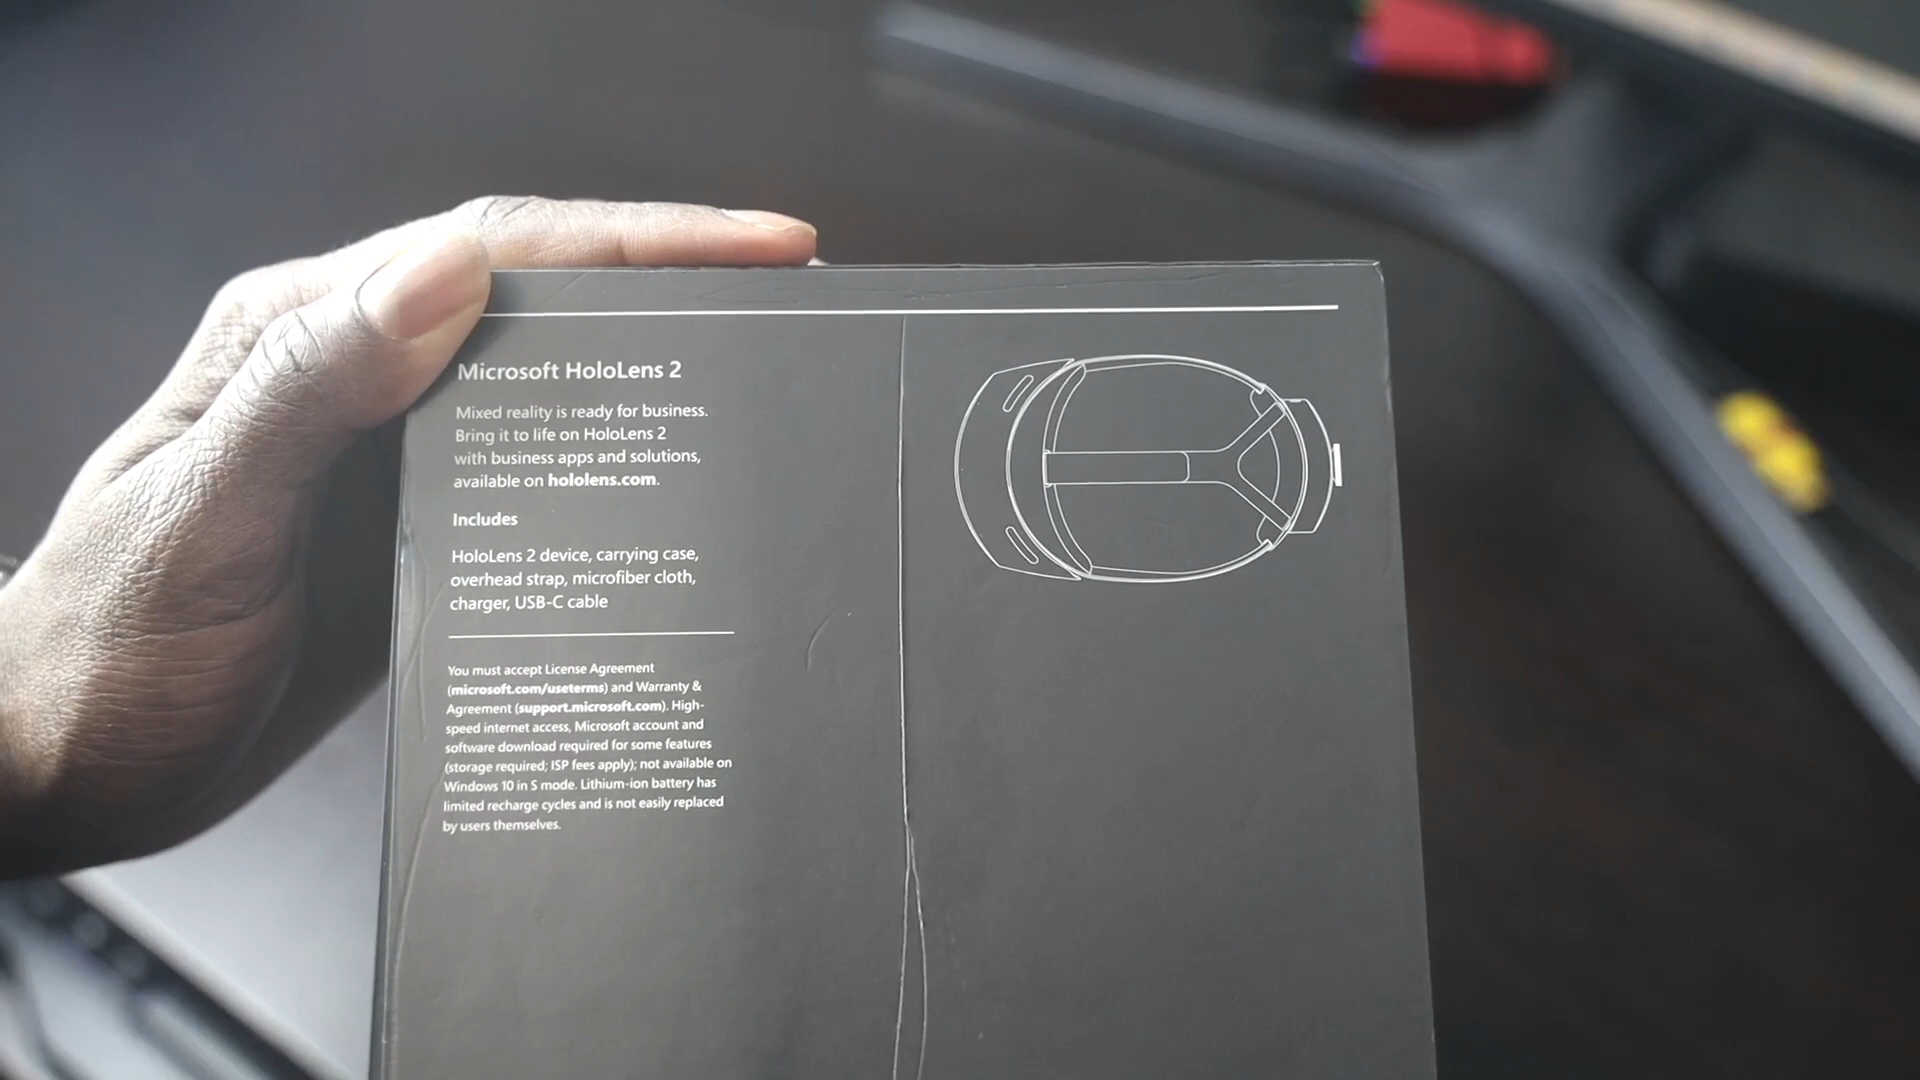 Microsoft HoloLens 2
Mixed reality is ready for business.
Bring it to life on HoloLens 2
with business apps and solutions,
available on hololens.com.
Includes
HoloLens 2 device, carrying case,
overhead strap, microfiber cloth,
charger, USB-C cable
You must accept License Agreement
(microsoft.com/useterms) and Warranty &
Agreement (support.microsoft.com). High-
speed internet access, Microsoft account and
software download required for some features
(storage required; ISP fees apply); not available on
Windows 10 in S mode. Lithium-ion battery has
limited recharge cycles and is not easily replaced
by users themselves.